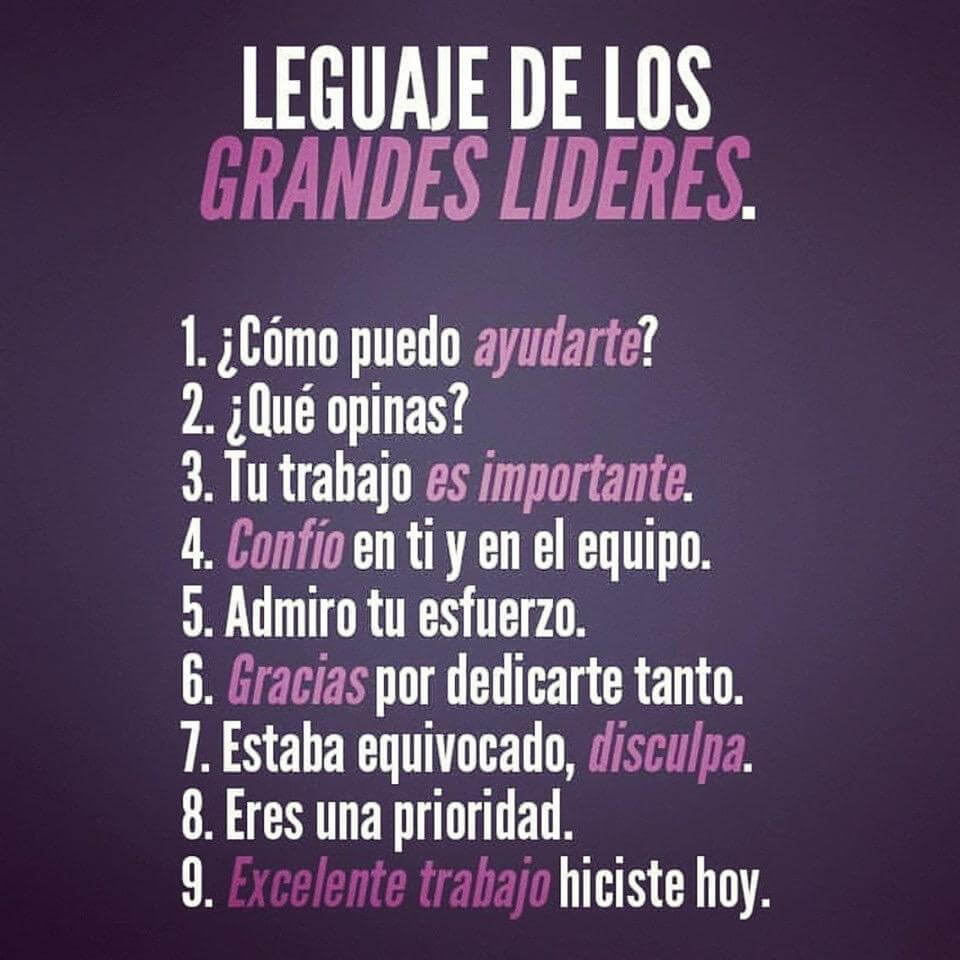 LEGUAJE DE LOS
GRANDES LIDERES.
1. ¿Cómo puedo ayudarte?
2. ¿Qué opinas?
3. Tu trabajo es importante.
4. Confío en ti y en el equipo.
5. Admiro tu esfuerzo.
6. Gracias por dedicarte tanto.
7. Estaba equivocado, disculpa.
8. Eres una prioridad.
9. Excelente trabajo hiciste hoy.